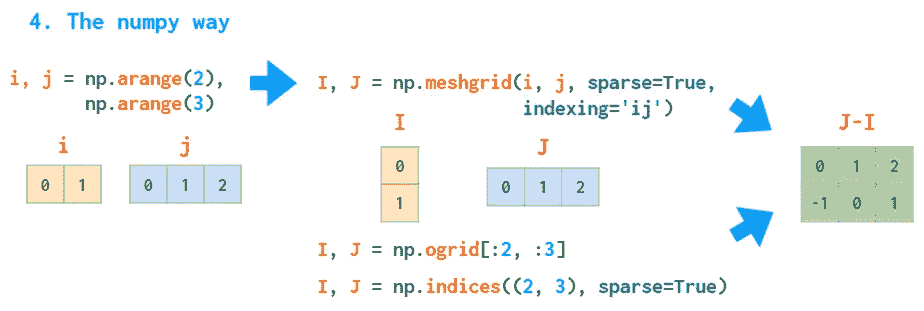 4. The numpy way
i, j = np.arange(2),
np.arange(3)
i
j
0 1
0 1 2
I, J = np.meshgrid(i, j, sparse=True,
indexing='ij')
I
0
1
J
0 1 2
I, J = np.ogrid[:2, :3]
I, J = np.indices((2, 3), sparse=True)
J-I
0 1 2
-1 0 1